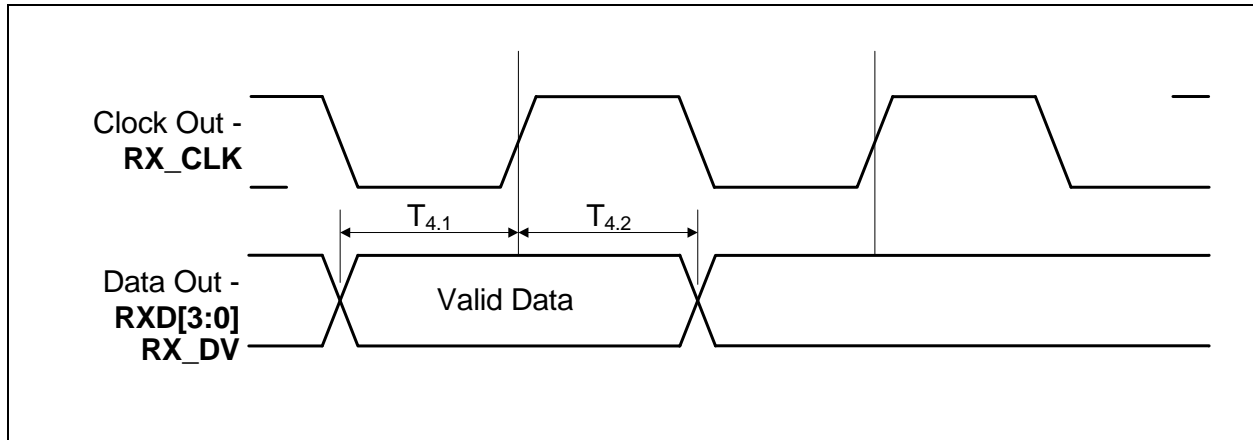 Clock Out -
RX_CLK
T4.1 T4.2
Data Out -
RXD[3:0]
RX_DV
Valid Data